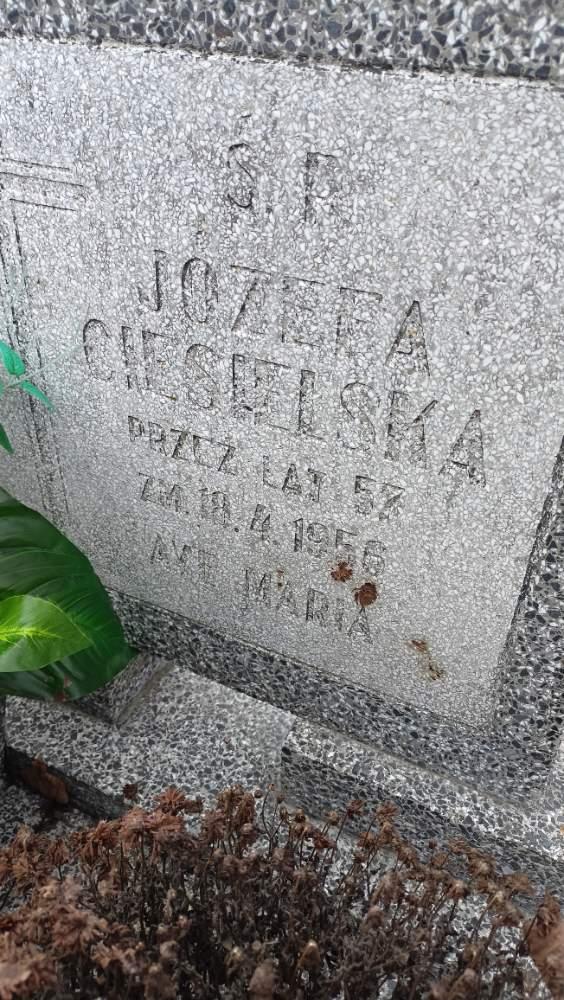 Ś. P.
JÓZEFA
CIESIELSKA
PRZEŻ LAT 57
ZM. 18.4.1956
AVE MARIA